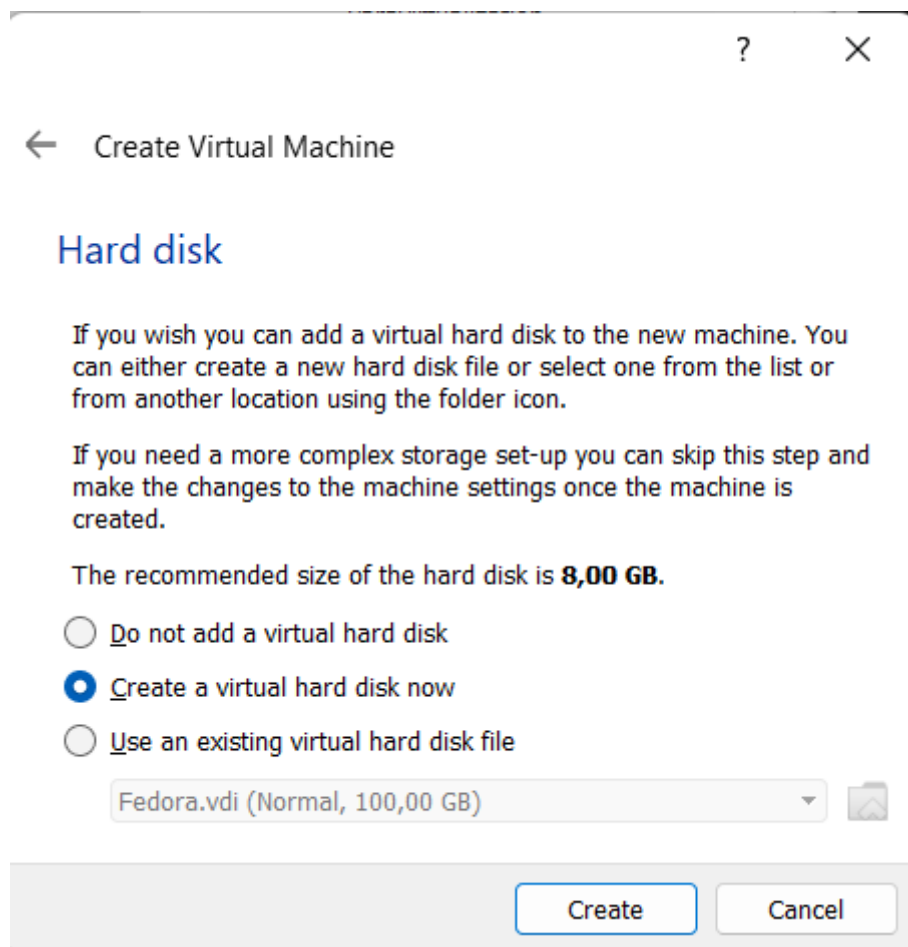 ?
Create Virtual Machine
Hard disk
If you wish you can add a virtual hard disk to the new machine. You
can either create a new hard disk file or select one from the list or
from another location using the folder icon.
If you need a more complex storage set-up you can skip this step and
make the changes to the machine settings once the machine is
created.
The recommended size of the hard disk is 8,00 GB.
Do not add a virtual hard disk
Create a virtual hard disk now
Use an existing virtual hard disk file
Fedora.vdi (Normal, 100,00 GB)
Create Cancel